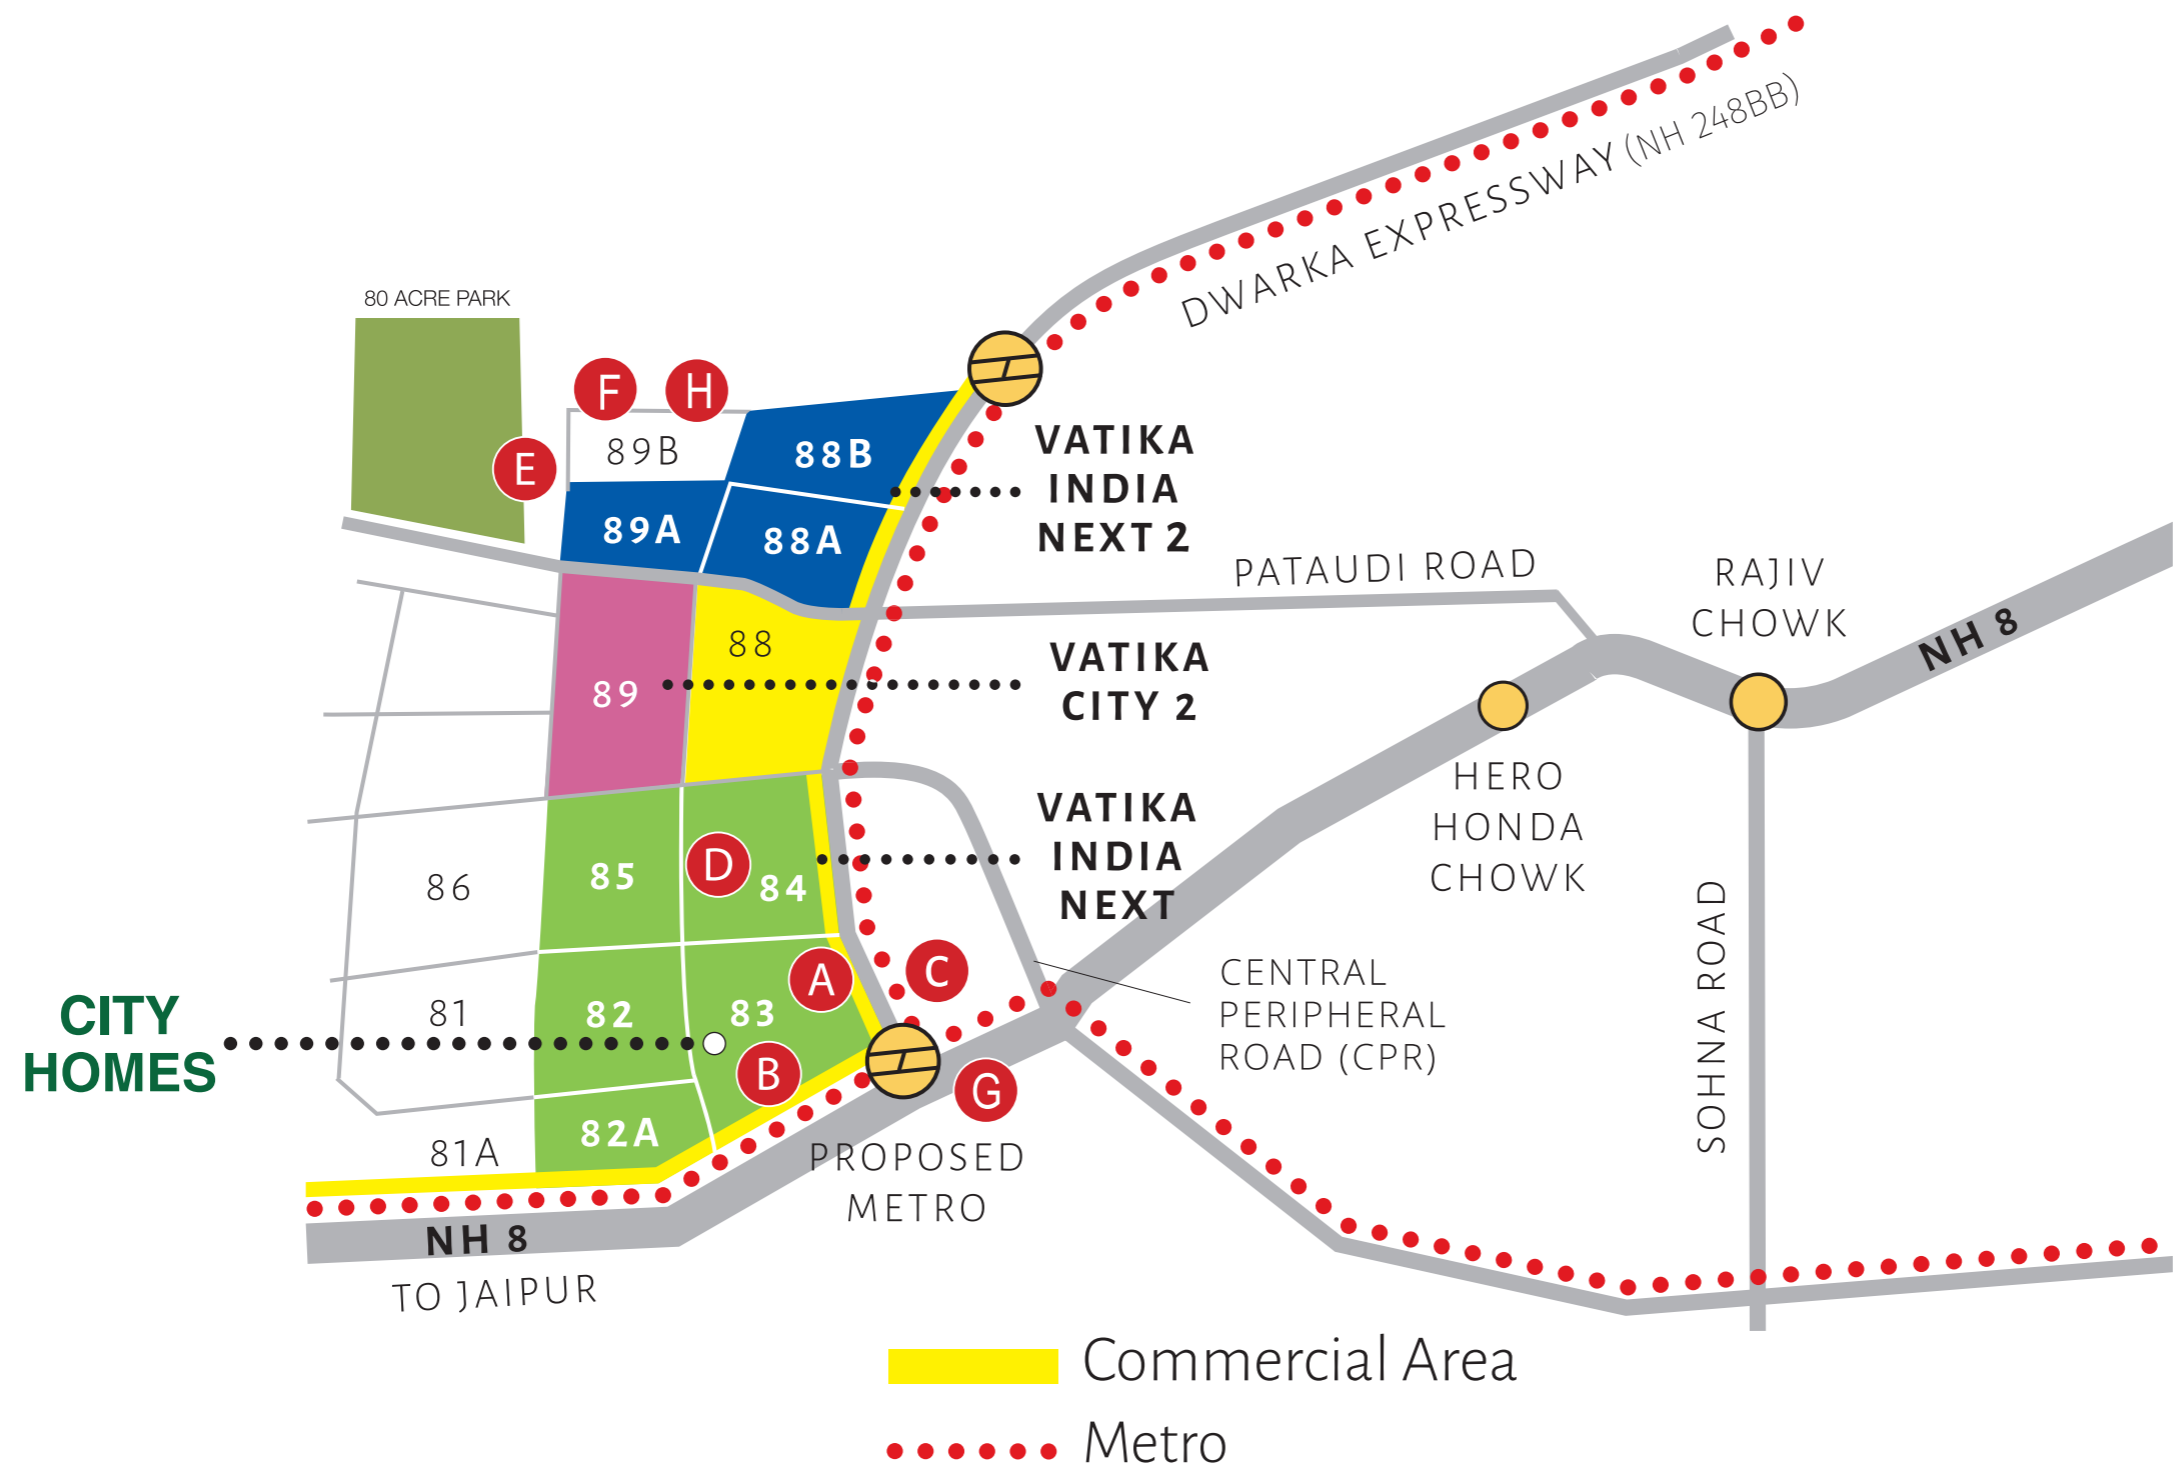 DWARKA EXPRESSWAY (NH 248BB)
80 ACRE PARK
F
H
E
89B
88B
89A
88A
VATIKA
INDIA
NEXT 2
PATAUDI ROAD
RAJIV
CHOWK
NH 8
88
89
VATIKA
CITY 2
HERO
HONDA
CHOWK
VATIKA
INDIA
NEXT
86
85
D
84
SOHNA ROAD
A
C
CENTRAL
PERIPHERAL
ROAD (CPR)
CITY
HOMES
81
82
83
B
G
81A
82A
PROPOSED
METRO
NH 8
TO JAIPUR
Commercial Area
Metro